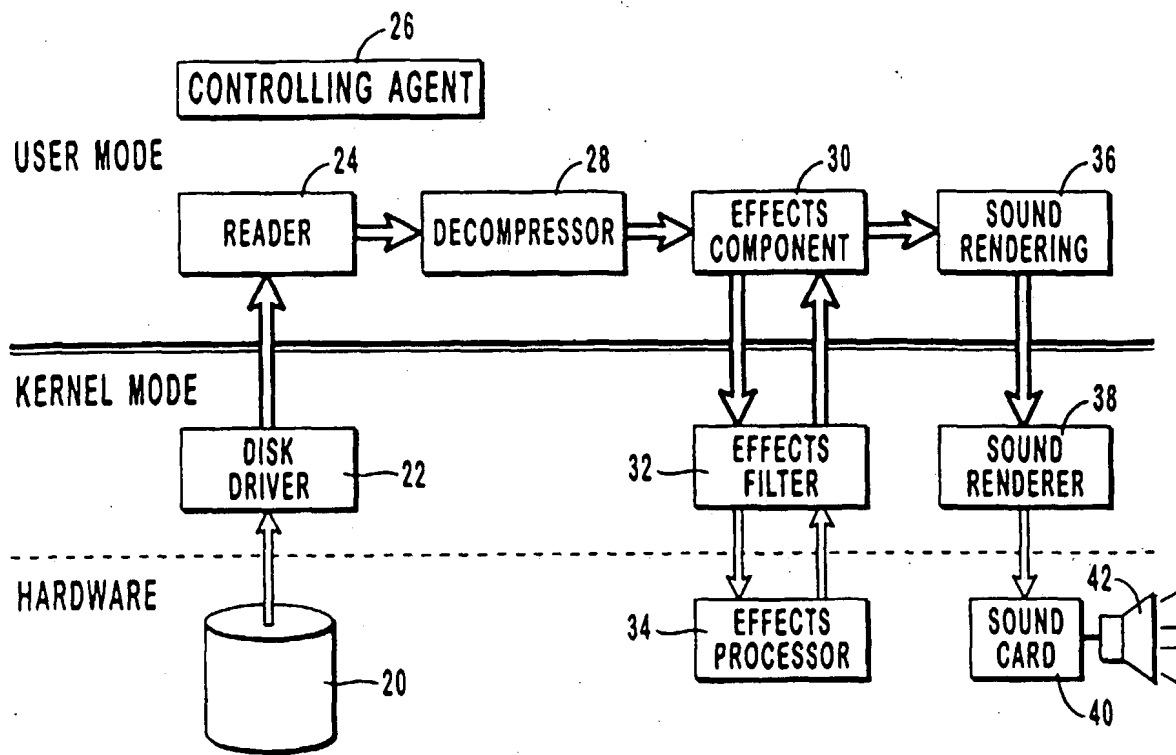 26
CONTROLLING AGENT
USER MODE
24
28
30
36
READER
DECOMPRESSOR
EFFECTS
COMPONENT
SOUND
RENDERING
KERNEL MODE
38
DISK
DRIVER
22
32
EFFECTS
FILTER
SOUND
RENDERER
HARDWARE
42
34
EFFECTS
PROCESSOR
SOUND
CARD
20
40